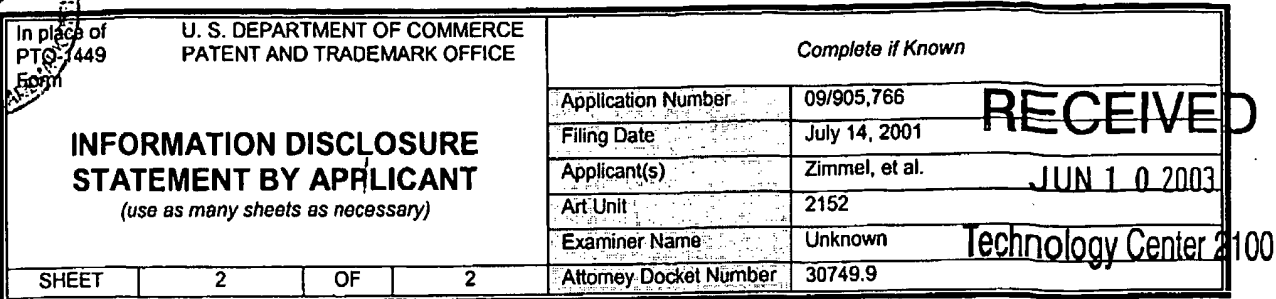 In place of
PTO-1449
Form
U. S. DEPARTMENT OF COMMERCE
PATENT AND TRADEMARK OFFICE
Complete if Known
INFORMATION DISCLOSURE
STATEMENT BY APPLICANT
(use as many sheets as necessary)
Application Number 09/905,766
Filing Date July 14, 2001
Applicant(s) Zimmel, et al.
Art Unit 2152
Examiner Name Unknown
Attorney Docket Number 30749.9
SHEET 2 OF 2
RECEIVED
JUN 10 2003
Technology Center 2100